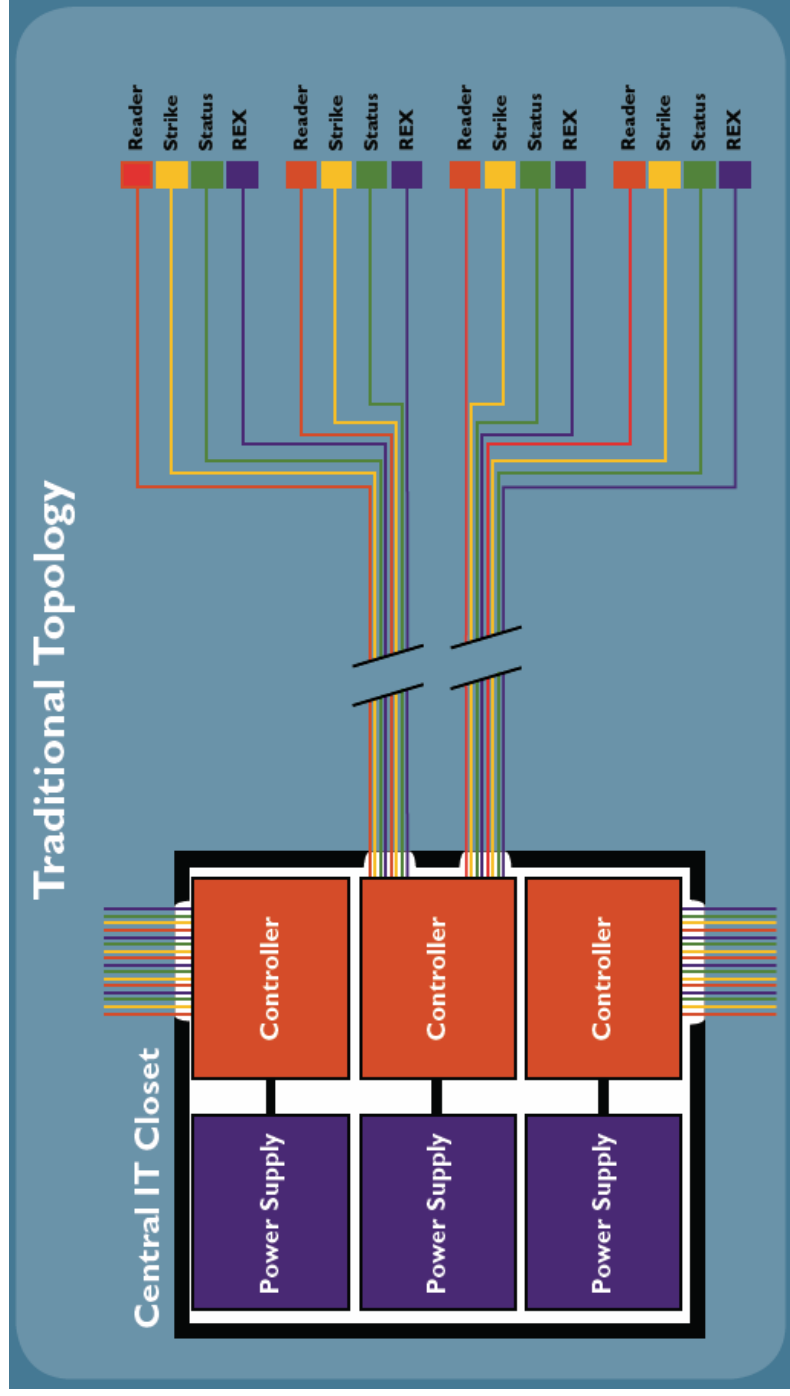 Traditional Topology
Central IT Closet
Power Supply
Controller
Power Supply
Controller
Power Supply
Controller
Reader
Strike
Status
REX
Reader
Strike
Status
REX
Reader
Strike
Status
REX
Reader
Strike
Status
REX